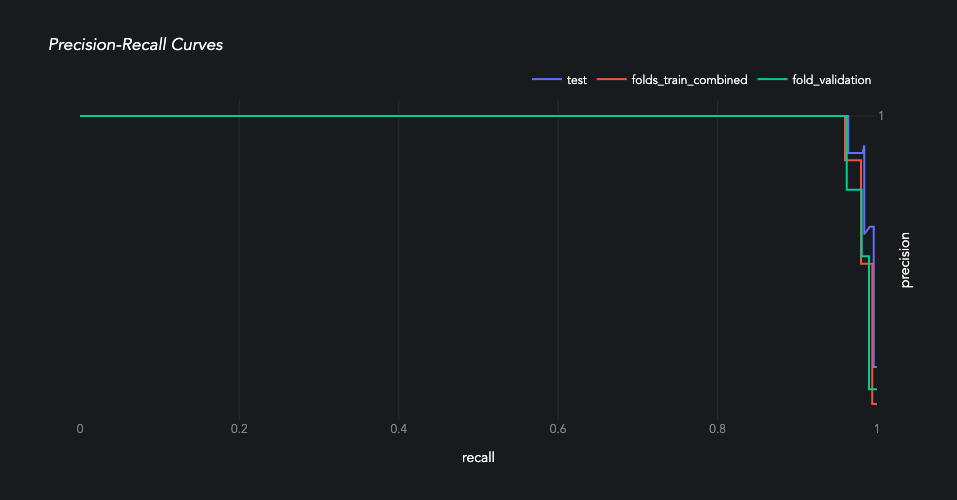 Precision-Recall Curves
test folds_train_combined fold_validation
1
precision
0 0.2 0.4 0.6 0.8 1
recall